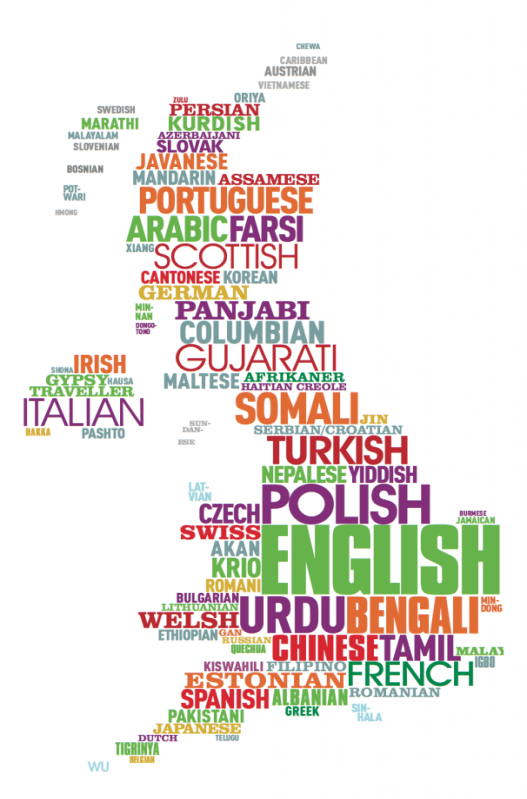 CHEWA
CARIBBEAN
AUSTRIAN
VIETNAMESE
ZULU ORIYA
SWEDISH PERSIAN
MARATHI KURDISH
MALAYALAM AZERBAIJANI
SLOVENIAN SLOVAK
JAVANESE
BOSNIAN MANDARIN ASSAMESE
POT-
WARI PORTUGUESE
HMONG
ARABIC FARSI
XIANG SCOTTISH
CANTONESE KOREAN
GERMAN
MIN-
NAN PANJABI
DONGO-
TONO COLUMBIAN
GUJARATI
SHONA IRISH
GYPSY HAUSA MALTESE AFRIKANER
TRAVELLER HAITIAN CREOLE
ITALIAN SOMALI JIN
HAKKA PASHTO
SUN-
DAN-
ESE
SERBIAN/CROATIAN
TURKISH
NEPALESE YIDDISH
LAT-
VIAN POLISH
CZECH BURMESE
JAMAICAN
SWISS ENGLISH
AKAN
KRIO
ROMANI
BULGARIAN
LITHUANIAN URDU BENGALI MIN-
DONG
WELSH
ETHIOPIAN GAN
RUSSIAN CHINESE TAMIL MALAY
QUECHUA IGBO
KISWAHILI FILIPINO FRENCH
ESTONIAN
SPANISH ALBANIAN ROMANIAN
GREEK SIN-
HALA
PAKISTANI
JAPANESE
DUTCH TELUGU
TIGRINYA
BELGIAN
WU